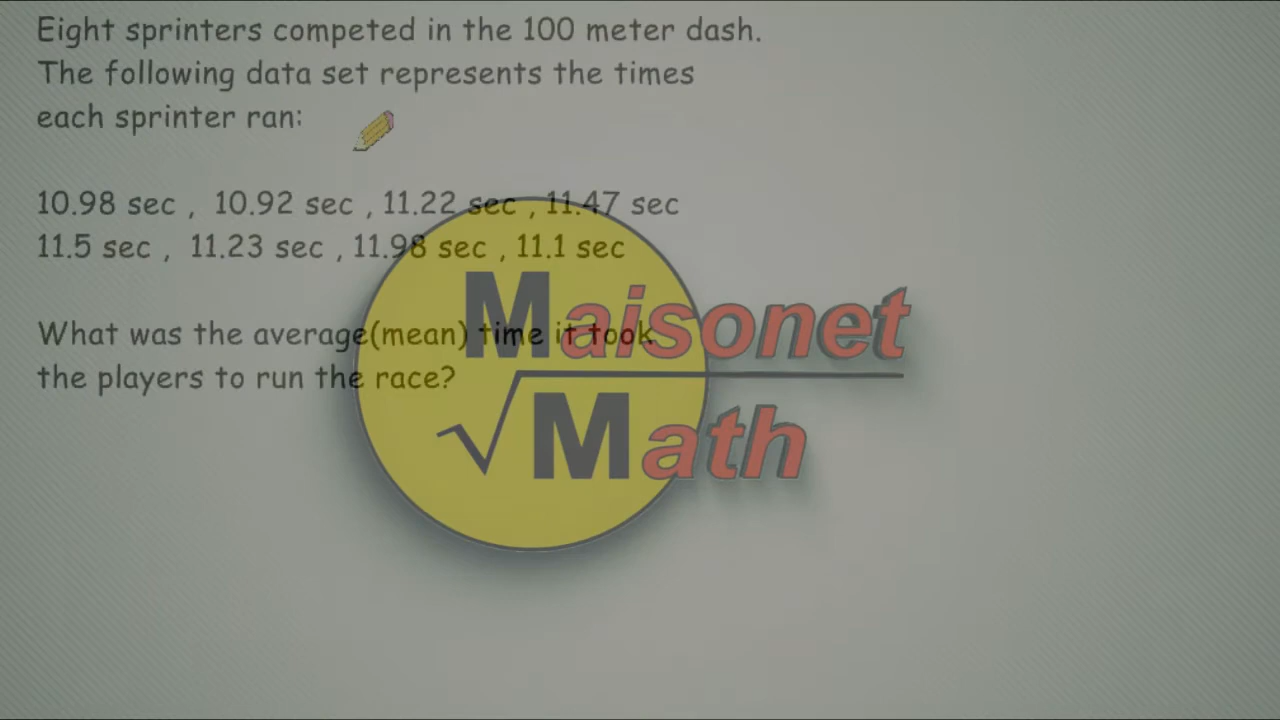 Eight sprinters competed in the 100 meter dash.
The following data set represents the times
each sprinter ran:
10.98 sec , 10.92 sec , 11.22 sec , 11.47 sec
11.5 sec , 11.23 sec , 11.98 sec , 11.1 sec
What was the average(mean) time it took
the players to run the race?
Maisonet
√Math